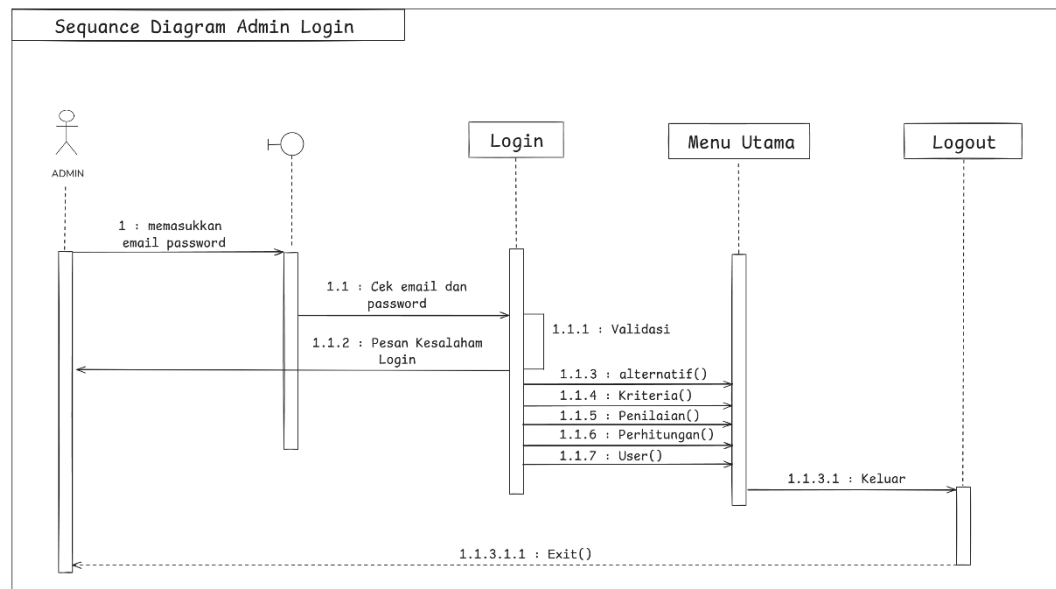 Sequance Diagram Admin Login
Login
Menu Utama
Logout
ADMIN
1 : memasukkan
email password
1.1 : Cek email dan
password
1.1.1 : Validasi
1.1.2 : Pesan Kesalaham
Login
1.1.3 : alternatif()
1.1.4 : Kriteria()
1.1.5 : Penilaian()
1.1.6 : Perhitungan()
1.1.7 : User()
1.1.3.1 : Keluar
1.1.3.1.1 : Exit()